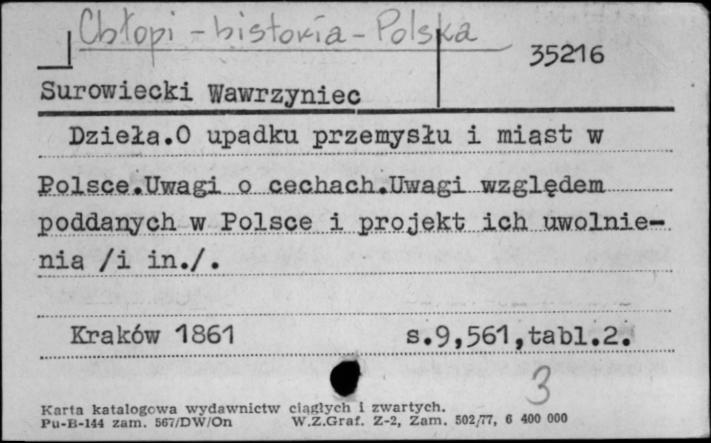 Chłopi - historia - Polska
35216
Surowiecki Wawrzyniec
Dzieła.O upadku przemysłu i miast w
Polsce.Uwagi o cechach.Uwagi względem
poddanych w Polsce i projekt ich uwolnie-
nia /i in./.
Kraków 1861 s.9,561,tabl.2.
3
Karta katalogowa wydawnictw ciągłych i zwartych.
Pu-B-144 zam. 567/DW/On W.Z.Graf. Z-2, Zam. 502/77, 6 400 000